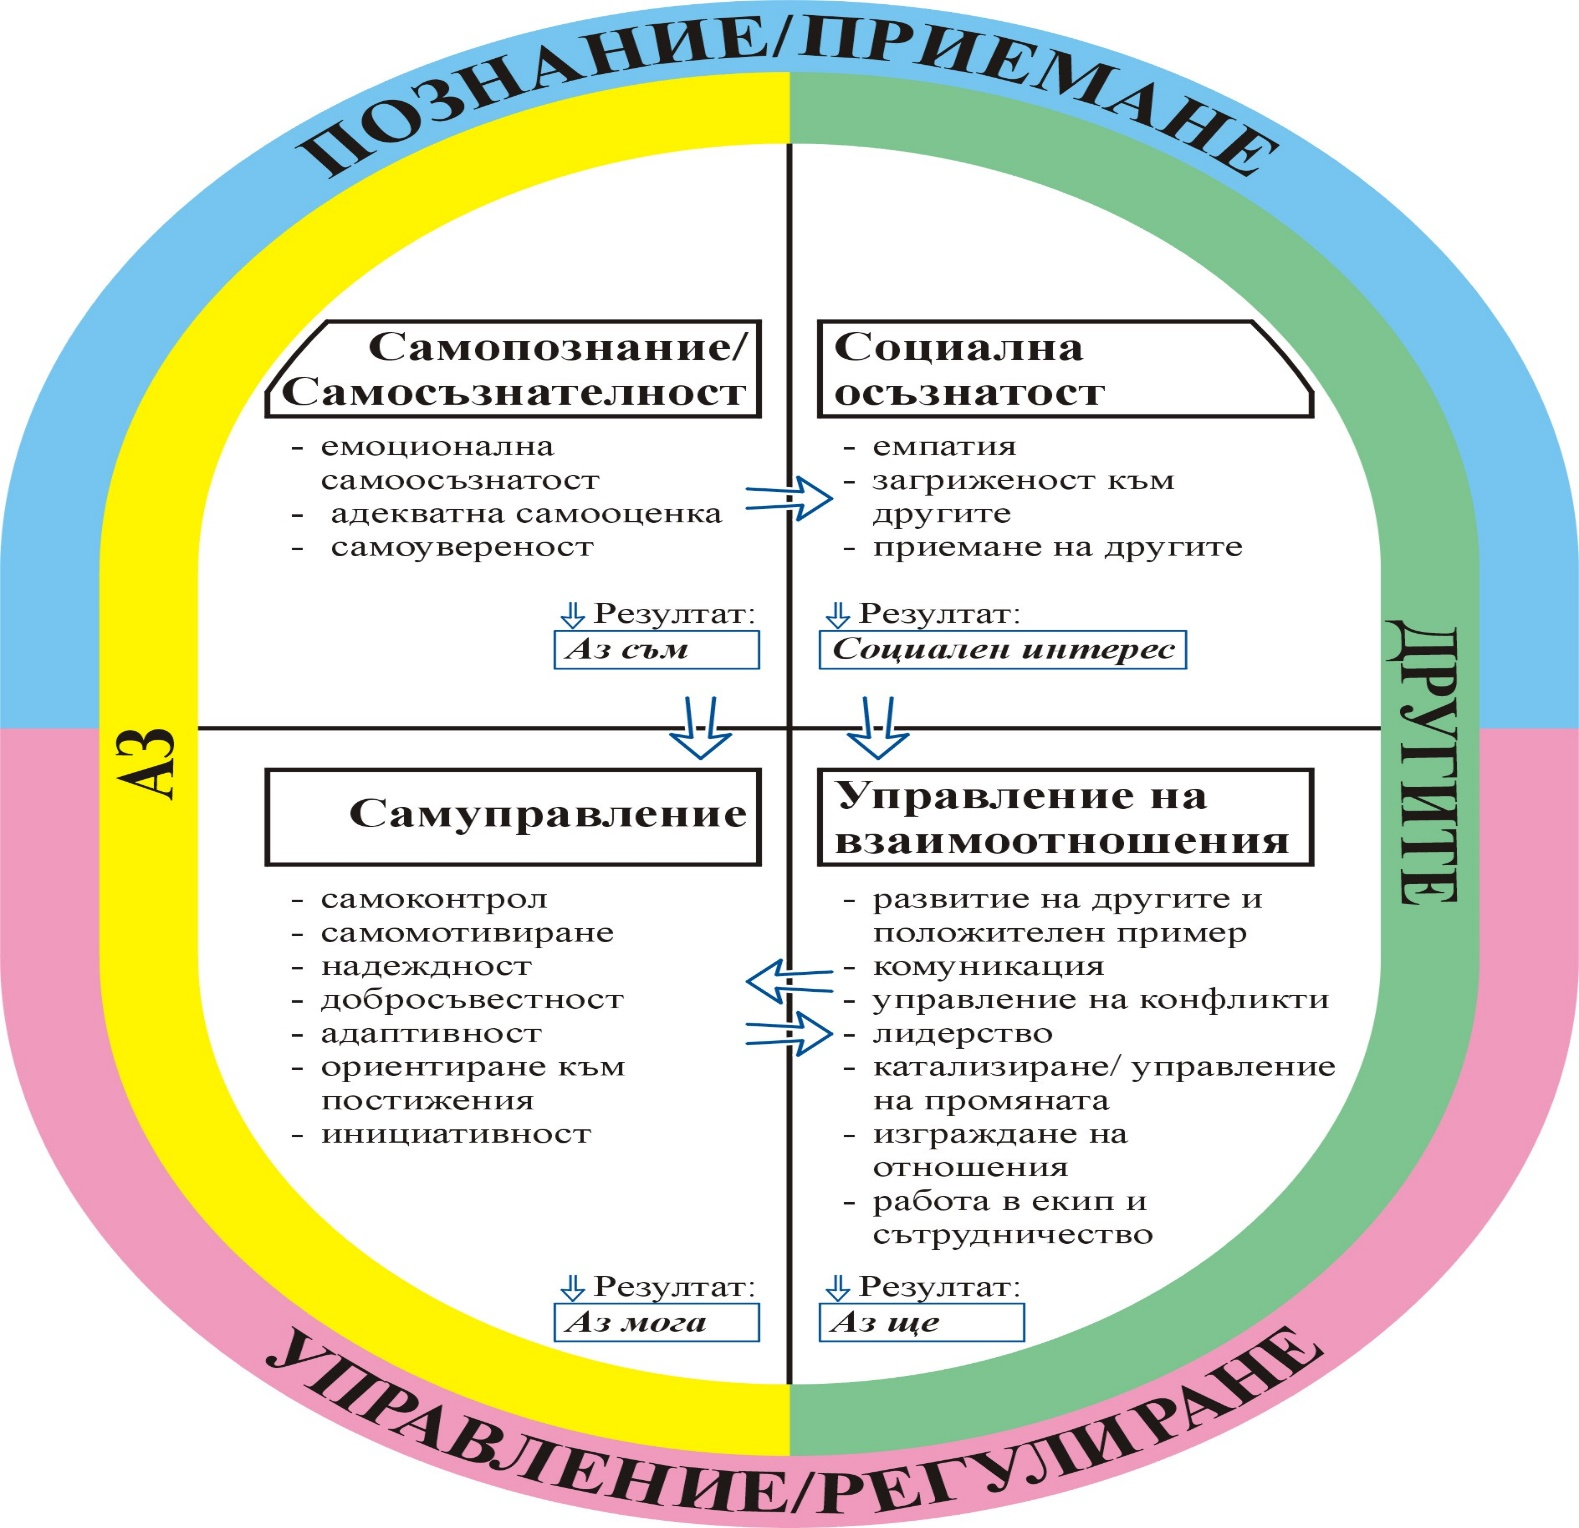 ПОЗНАНИЕ/ПРИЕМАНЕ
АЗ
ДРУГИТЕ
Самопознание/
Самосъзнателност
- емоционална
самоосъзнатост
- адекватна самооценка
- самоувереност
Резултат:
Аз съм
Социална
осъзнатост
- емпатия
- загриженост към
другите
- приемане на другите
Резултат:
Социален интерес
Самуправление
- самоконтрол
- самомотивиране
- надеждност
- добросъвестност
- адаптивност
- ориентиране към
постижения
- инициативност
Резултат:
Аз мога
Управление на
взаимоотношения
- развитие на другите и
положителен пример
- комуникация
- управление на конфликти
- лидерство
- катализиране/ управление
на промяната
- изграждане на
отношения
- работа в екип и
сътрудничество
Резултат:
Аз ще
УПРАВЛЕНИЕ/РЕГУЛИРАНЕ